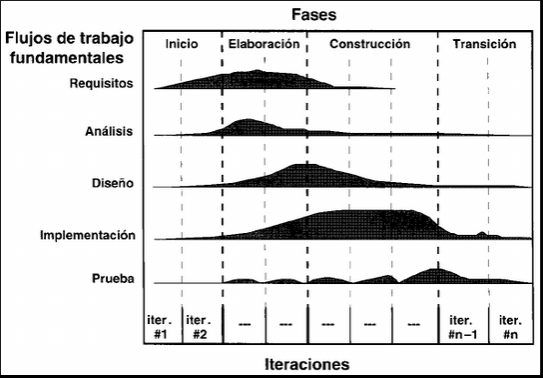 Fases
Flujos de trabajo
fundamentales
Inicio Elaboración Construcción Transición
Requisitos
Análisis
Diseño
Implementación
Prueba
iter. iter. --- --- --- --- --- iter. iter.
#1 #2 #n-1 #n
Iteraciones